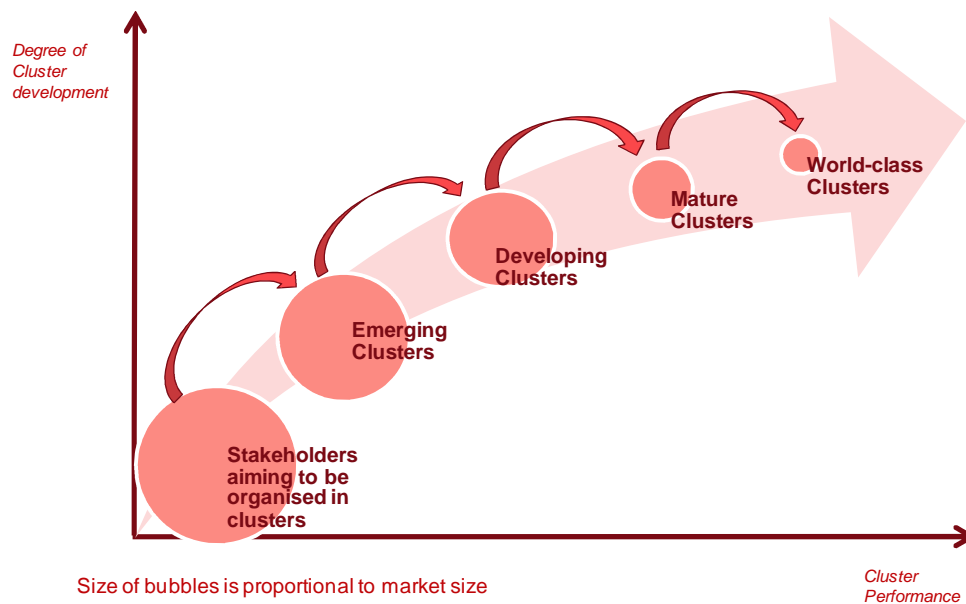 Degree of
Cluster
development
World-class
Clusters
Mature
Clusters
Developing
Clusters
Emerging
Clusters
Stakeholders
aiming to be
organised in
clusters
Size of bubbles is proportional to market size
Cluster
Performance